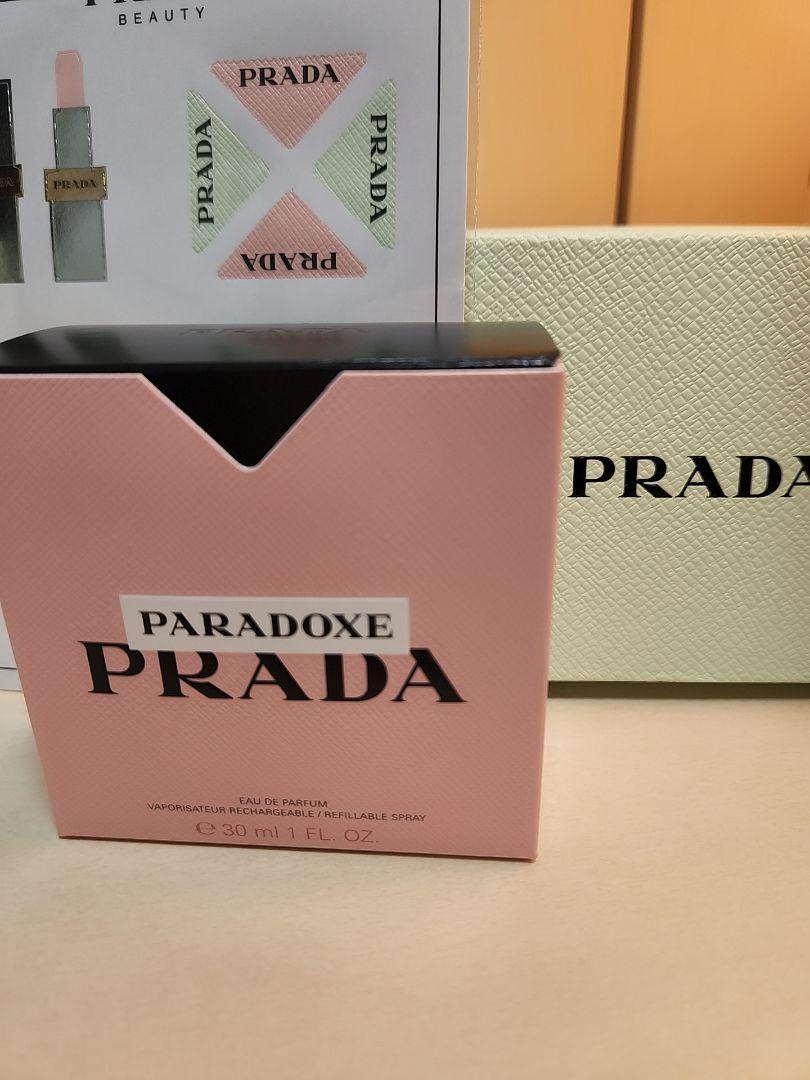 BEAUTY
PRADA
PRADA
PRADA
PRADA
PRADA
PRADA
PRADA
PARADOXE
PRADA
EAU DE PARFUM
VAPORISATEUR RECHARGEABLE / REFILLABLE SPRAY
℮ 30 ml 1 FL. OZ.